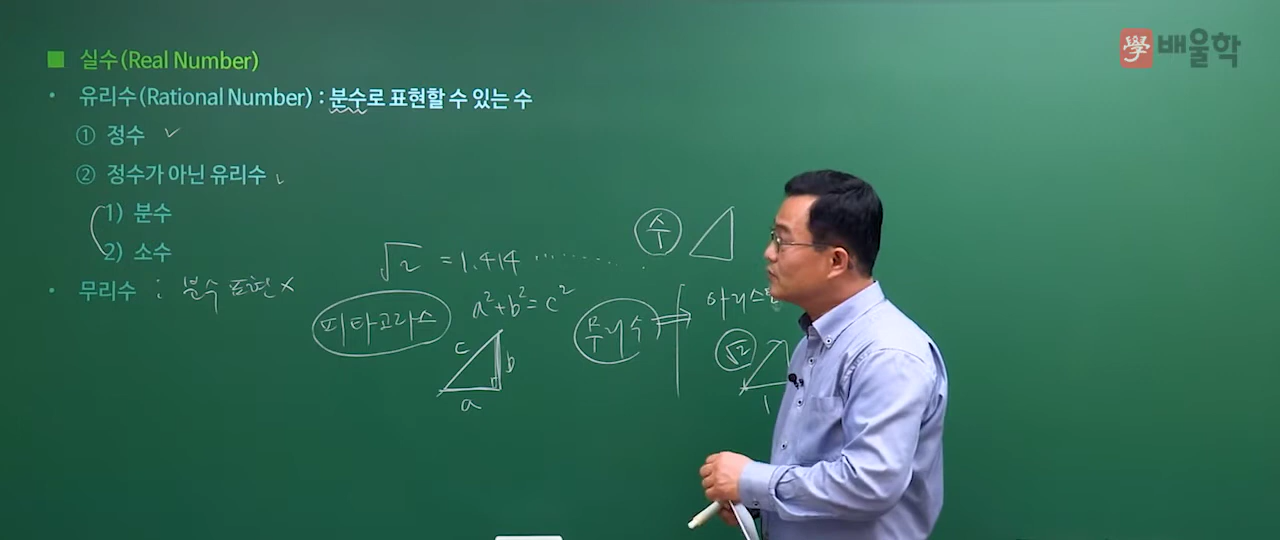 學 배울학
■ 실수(Real Number)
• 유리수(Rational Number) : 분수로 표현할 수 있는 수
① 정수
② 정수가 아닌 유리수
1) 분수
2) 소수
• 무리수 : 분수 표현 ×
수
√2 = 1.414 ············
피타고라스
a²+b²=c²
무리수
c
b
a
√2
1